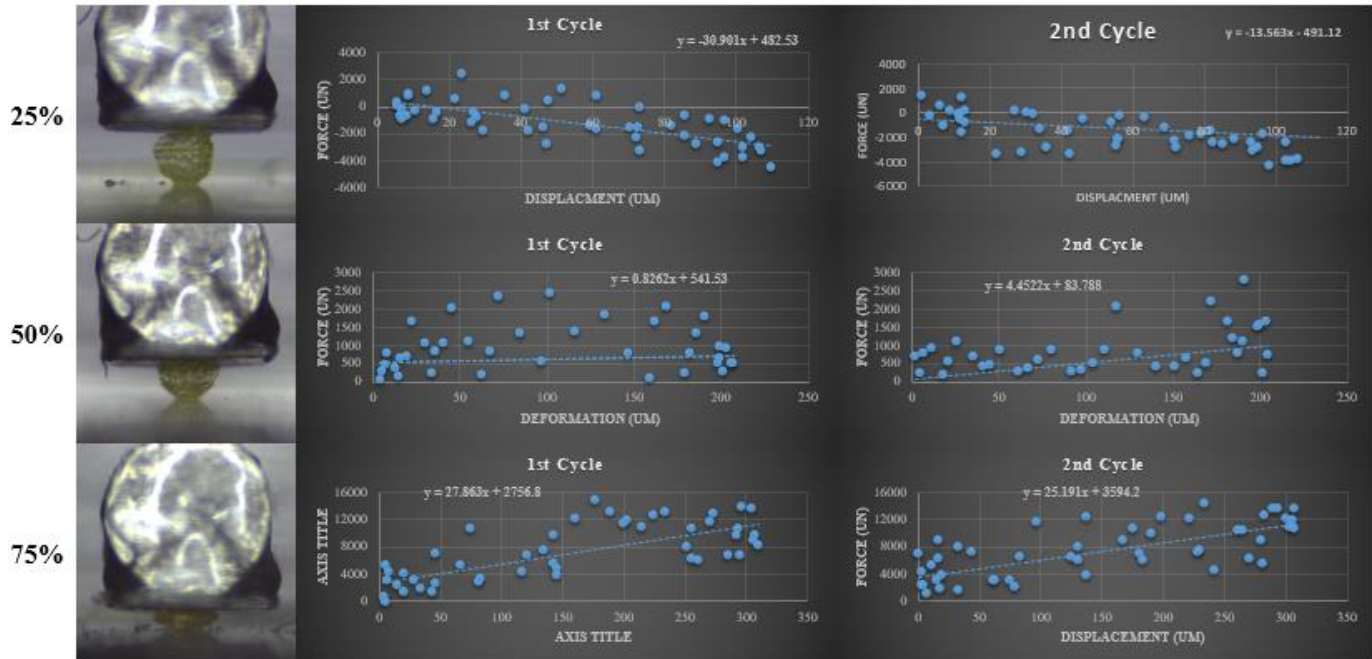 25%
1st Cycle
y = -30.901x + 482.53
FORCE (UN)
4000
2000
0
-2000
-4000
-6000
0 20 40 60 80 100 120
DISPLACMENT (UM)
2nd Cycle
y = -13.563x - 491.12
FORCE (UN)
4000
2000
0
-2000
-4000
-6000
0 20 40 60 80 100 120
DISPLACMENT (UM)
50%
1st Cycle
y = 0.8262x + 541.53
FORCE (UN)
3000
2500
2000
1500
1000
500
0
0 50 100 150 200 250
DEFORMATION (UM)
2nd Cycle
y = 4.4522x + 83.788
FORCE (UN)
3000
2500
2000
1500
1000
500
0
0 50 100 150 200 250
DEFORMATION (UM)
75%
1st Cycle
y = 27.863x + 2756.8
AXIS TITLE
16000
12000
8000
4000
0
0 50 100 150 200 250 300 350
AXIS TITLE
2nd Cycle
y = 25.191x + 3594.2
FORCE (UN)
16000
12000
8000
4000
0
0 50 100 150 200 250 300 350
DISPLACEMENT (UM)